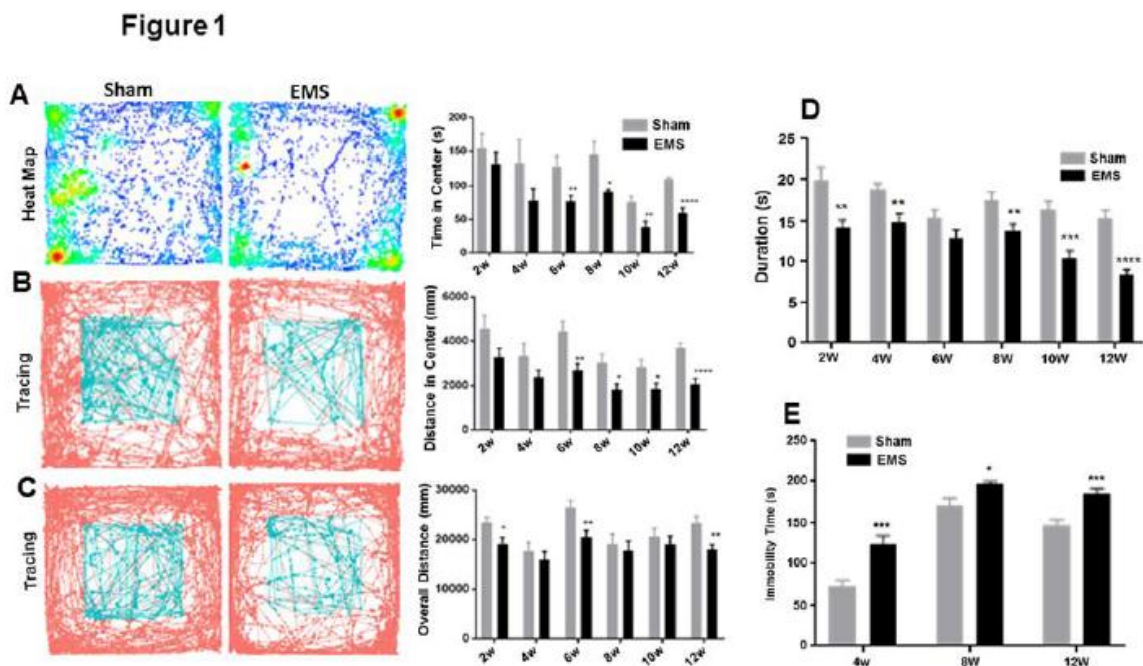 Figure 1
A
Sham
EMS
Heat Map
Time in Center (s)
200
150
100
50
0
Sham
EMS
**
*
**
****
2w
4w
6w
8w
10w
12w
B
Tracing
Distance in Center (mm)
6000
4000
2000
0
**
*
*
****
2w
4w
6w
8w
10w
12w
C
Tracing
Overall Distance (mm)
30000
20000
10000
0
*
**
**
2w
4w
6w
8w
10w
12w
D
Duration (s)
25
20
15
10
5
0
Sham
EMS
**
**
**
***
****
2W
4W
6W
8W
10W
12W
E
Immobility Time (s)
250
200
150
100
50
0
Sham
EMS
***
*
***
4w
8W
12W